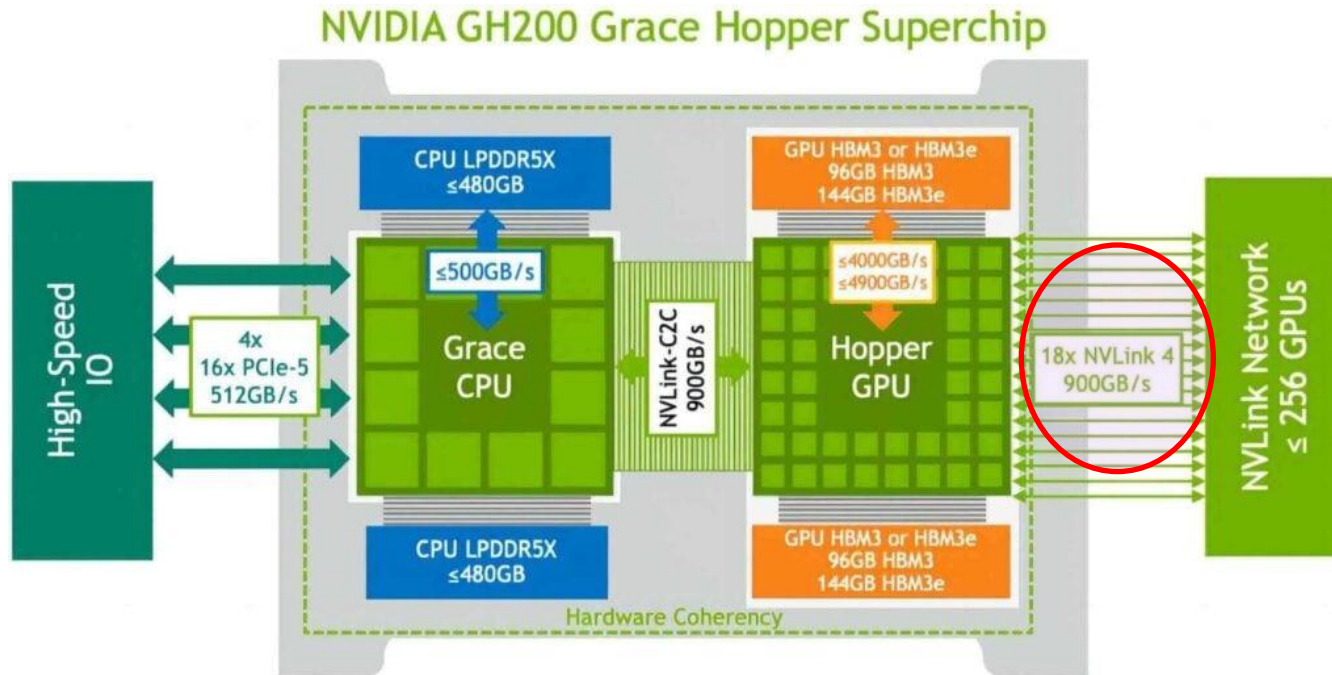 NVIDIA GH200 Grace Hopper Superchip
High-Speed
IO
4x
16x PCIe-5
512GB/s
CPU LPDDR5X
≤480GB
≤500GB/s
Grace
CPU
CPU LPDDR5X
≤480GB
NVLink-C2C
900GB/s
GPU HBM3 or HBM3e
96GB HBM3
144GB HBM3e
≤4000GB/s
≤4900GB/s
Hopper
GPU
GPU HBM3 or HBM3e
96GB HBM3
144GB HBM3e
18x NVLink 4
900GB/s
NVLink Network
≤ 256 GPUs
Hardware Coherency